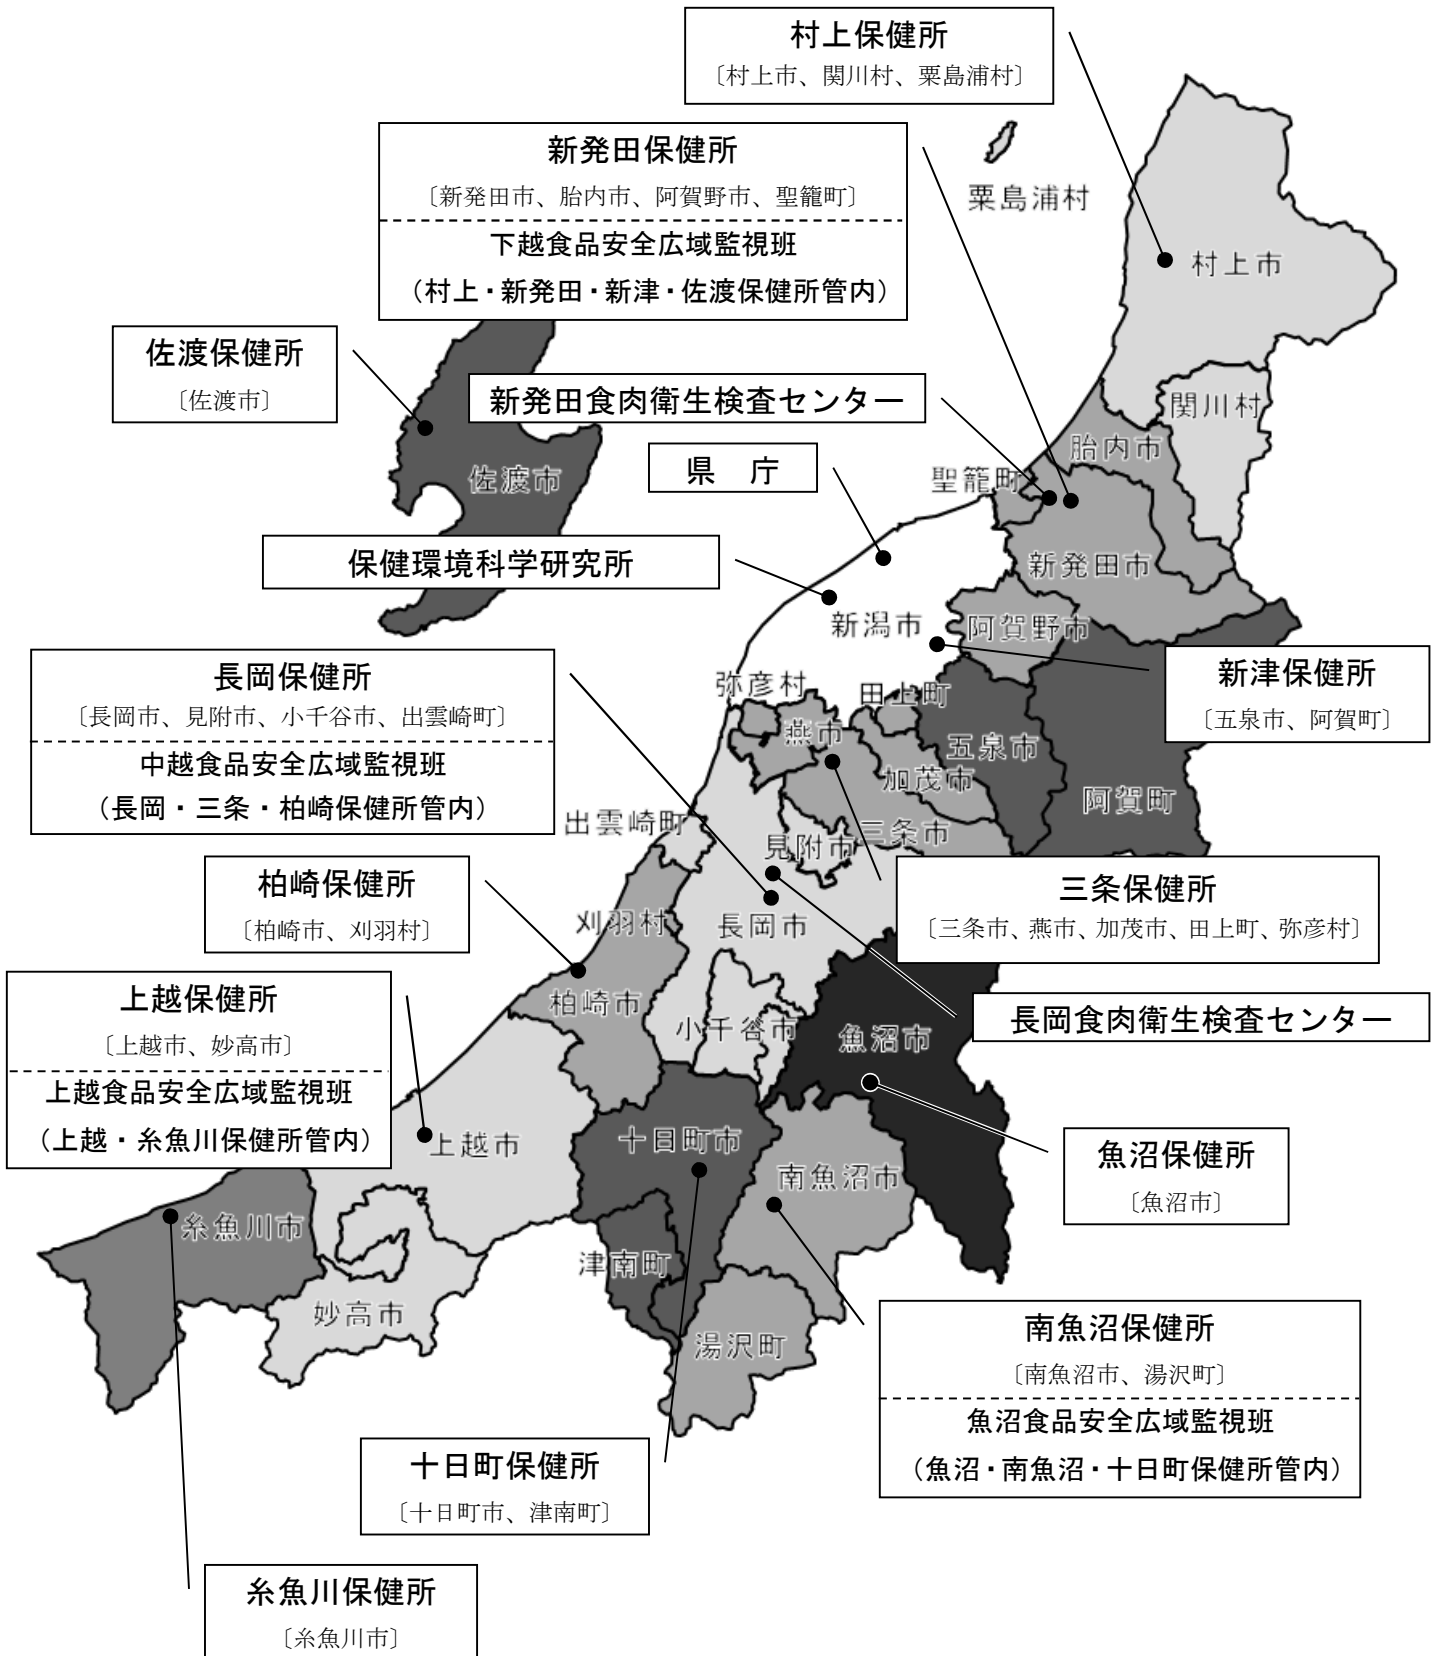 村上保健所
〔村上市、関川村、粟島浦村〕
新発田保健所
〔新発田市、胎内市、阿賀野市、聖籠町〕
下越食品安全広域監視班
（村上・新発田・新津・佐渡保健所管内）
粟島浦村
村上市
佐渡保健所
〔佐渡市〕
新発田食肉衛生検査センター
関川村
胎内市
佐渡市
県　庁
聖籠町
保健環境科学研究所
新発田市
新潟市
阿賀野市
長岡保健所
〔長岡市、見附市、小千谷市、出雲崎町〕
中越食品安全広域監視班
（長岡・三条・柏崎保健所管内）
新津保健所
〔五泉市、阿賀町〕
弥彦村
田上町
燕市
五泉市
加茂市
阿賀町
出雲崎町
三条市
見附市
柏崎保健所
〔柏崎市、刈羽村〕
三条保健所
〔三条市、燕市、加茂市、田上町、弥彦村〕
刈羽村
長岡市
上越保健所
〔上越市、妙高市〕
上越食品安全広域監視班
（上越・糸魚川保健所管内）
柏崎市
小千谷市
長岡食肉衛生検査センター
魚沼市
上越市
十日町市
魚沼保健所
〔魚沼市〕
南魚沼市
糸魚川市
津南町
妙高市
湯沢町
南魚沼保健所
〔南魚沼市、湯沢町〕
魚沼食品安全広域監視班
（魚沼・南魚沼・十日町保健所管内）
十日町保健所
〔十日町市、津南町〕
糸魚川保健所
〔糸魚川市〕